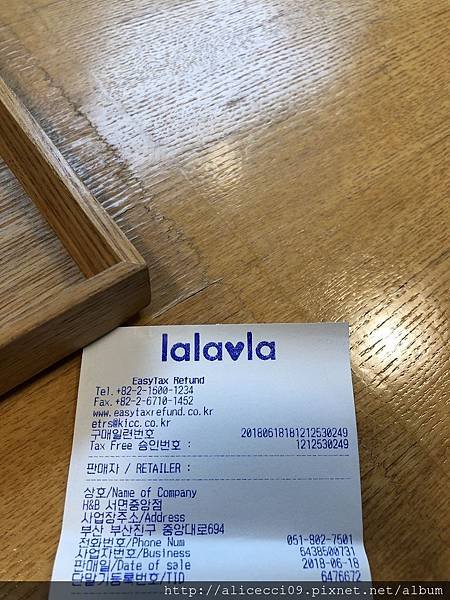 lalavla
EasyTax Refund
Tel.+82-2-1500-1234
Fax.+82-2-6710-1452
www.easytaxrefund.co.kr
etrs@kicc.co.kr
구매일련번호 20180618181212530249
Tax Free 승인번호 : 1212530249
판매자 / RETAILER :
상호/Name of Company
H&B 서면중앙점
사업장주소/Address
부산 부산진구 중앙대로694
전화번호/Phone Num 051-802-7501
사업자번호/Business 6438500731
판매일/Date of sale 2018-06-18
단말기등록번호/TID 6476672
http://alicecci09.pixnet.net/album